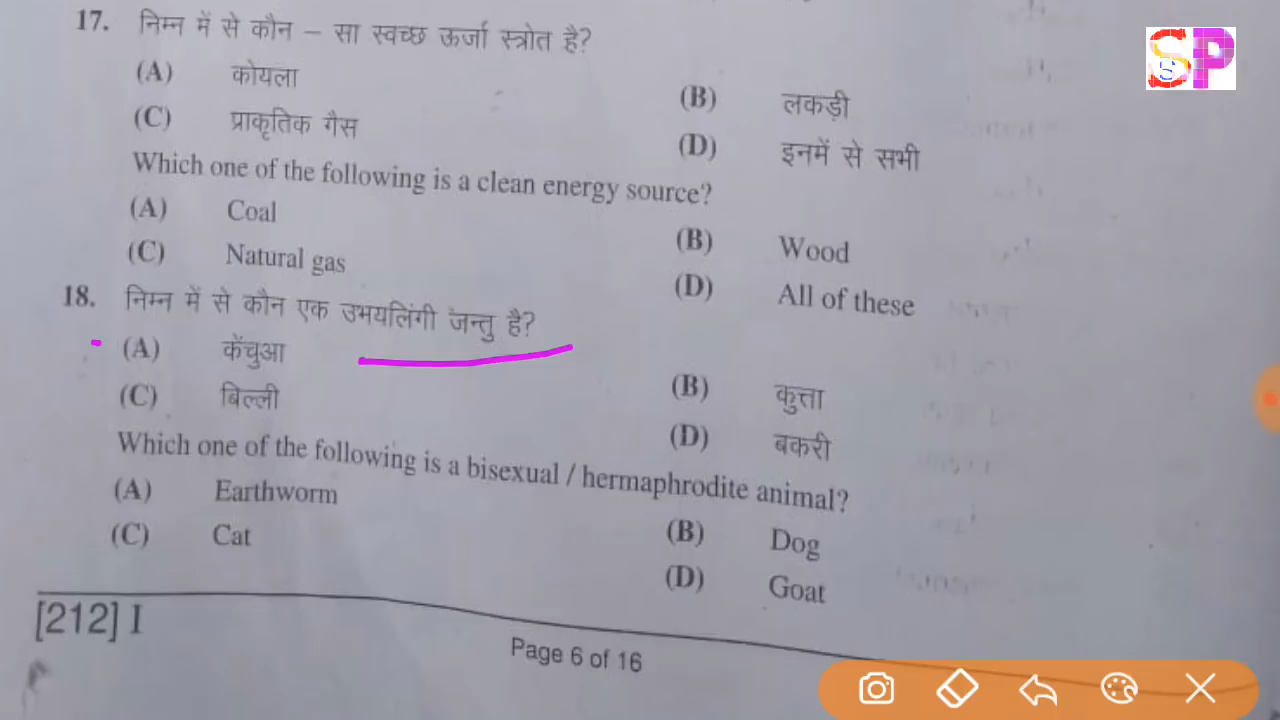 SP
S
17. निम्न में से कौन – सा स्वच्छ ऊर्जा स्त्रोत है?
(A) कोयला (B) लकड़ी
(C) प्राकृतिक गैस (D) इनमें से सभी
Which one of the following is a clean energy source?
(A) Coal (B) Wood
(C) Natural gas (D) All of these
18. निम्न में से कौन एक उभयलिंगी जन्तु है?
(A) केंचुआ (B) कुत्ता
(C) बिल्ली (D) बकरी
Which one of the following is a bisexual / hermaphrodite animal?
(A) Earthworm (B) Dog
(C) Cat (D) Goat
[212] I
Page 6 of 16